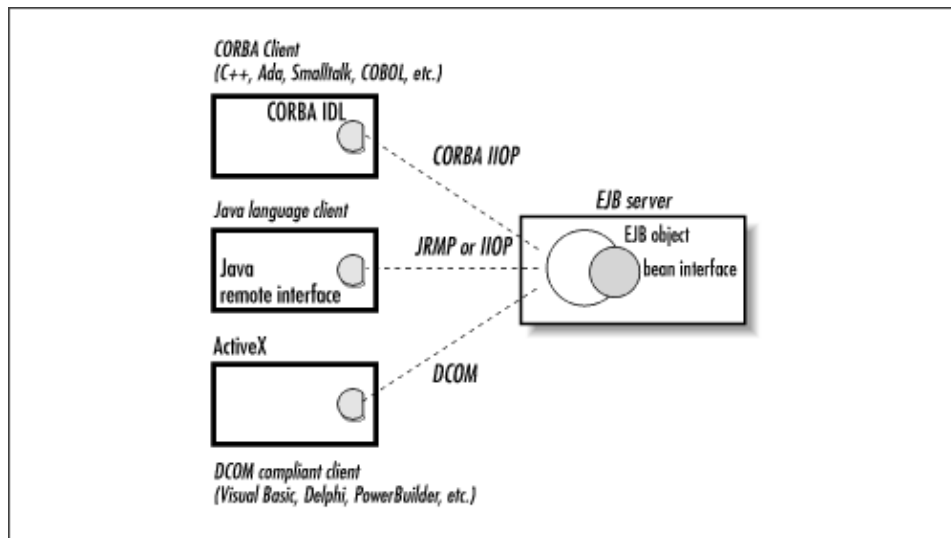 CORBA Client
(C++, Ada, Smalltalk, COBOL, etc.)
CORBA IDL
CORBA IIOP
Java language client
Java
remote interface
JRMP or IIOP
EJB server
EJB object
bean interface
ActiveX
DCOM
DCOM compliant client
(Visual Basic, Delphi, PowerBuilder, etc.)